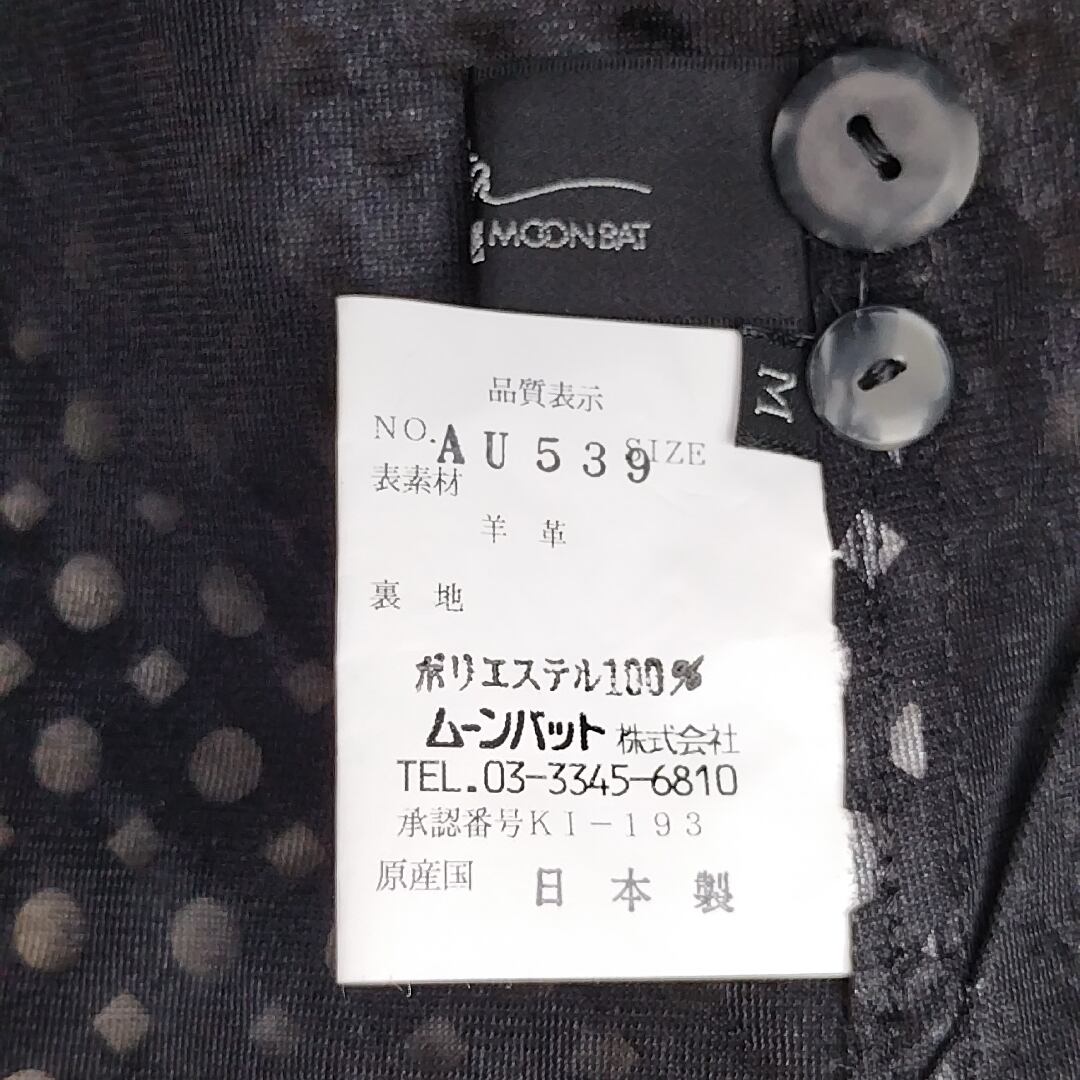 MOONBAT
M
品質表示
NO. AU539 SIZE
表素材
羊 革
裏 地
ポリエステル100%
ムーンバット 株式会社
TEL.03-3345-6810
承認番号KI-193
原産国 日 本 製